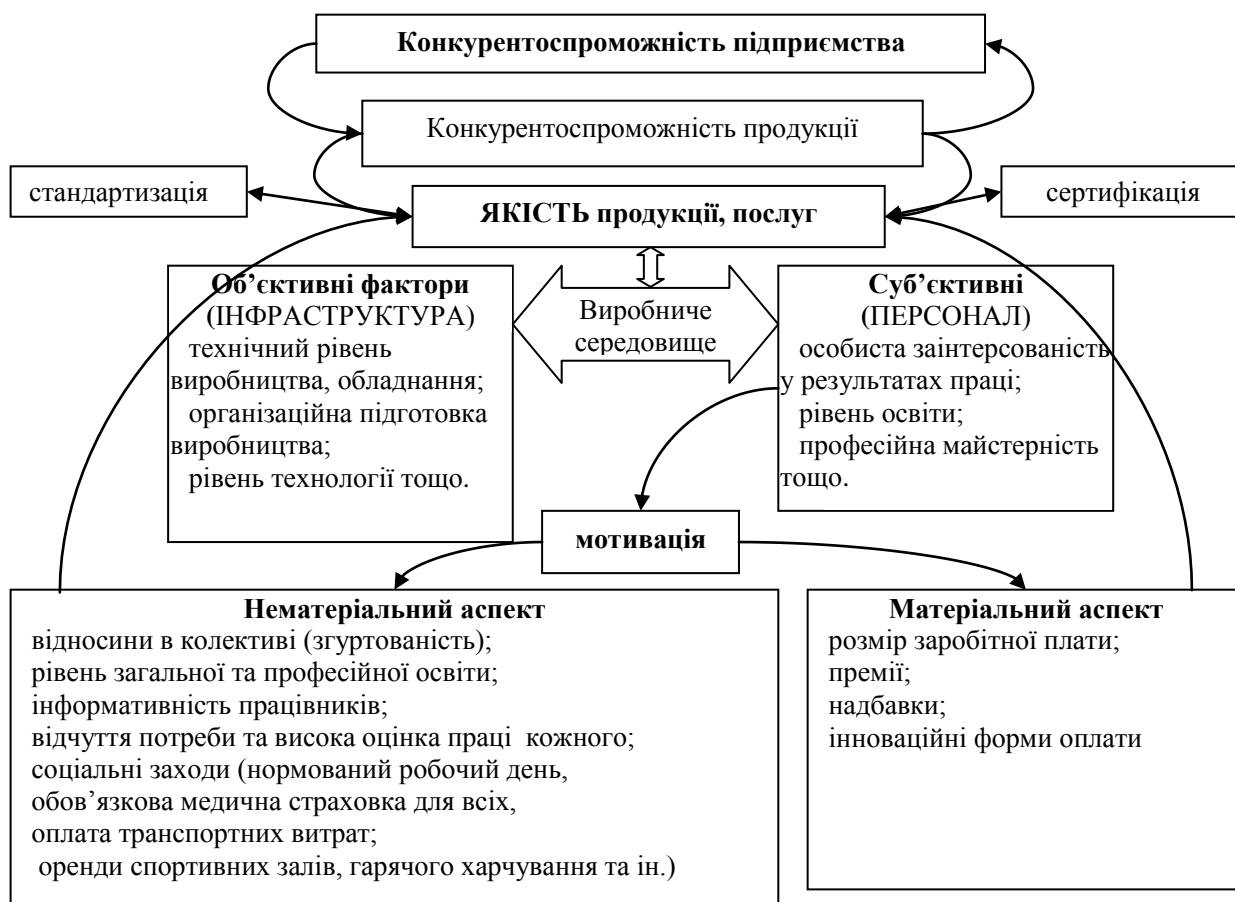 Конкурентоспроможність підприємства
Конкурентоспроможність продукції
стандартизація
сертифікація
ЯКІСТЬ продукції, послуг
Об’єктивні фактори
(ІНФРАСТРУКТУРА)
технічний рівень
виробництва, обладнання;
організаційна підготовка
виробництва;
рівень технології тощо.
Виробниче
середовище
Суб’єктивні
(ПЕРСОНАЛ)
особиста заінтерсованість
у результатах праці;
рівень освіти;
професійна майстерність
тощо.
мотивація
Нематеріальний аспект
відносини в колективі (згуртованість);
рівень загальної та професійної освіти;
інформативність працівників;
відчуття потреби та висока оцінка праці кожного;
соціальні заходи (нормований робочий день,
обов’язкова медична страховка для всіх,
оплата транспортних витрат;
оренди спортивних залів, гарячого харчування та ін.)
Матеріальний аспект
розмір заробітної плати;
премії;
надбавки;
інноваційні форми оплати